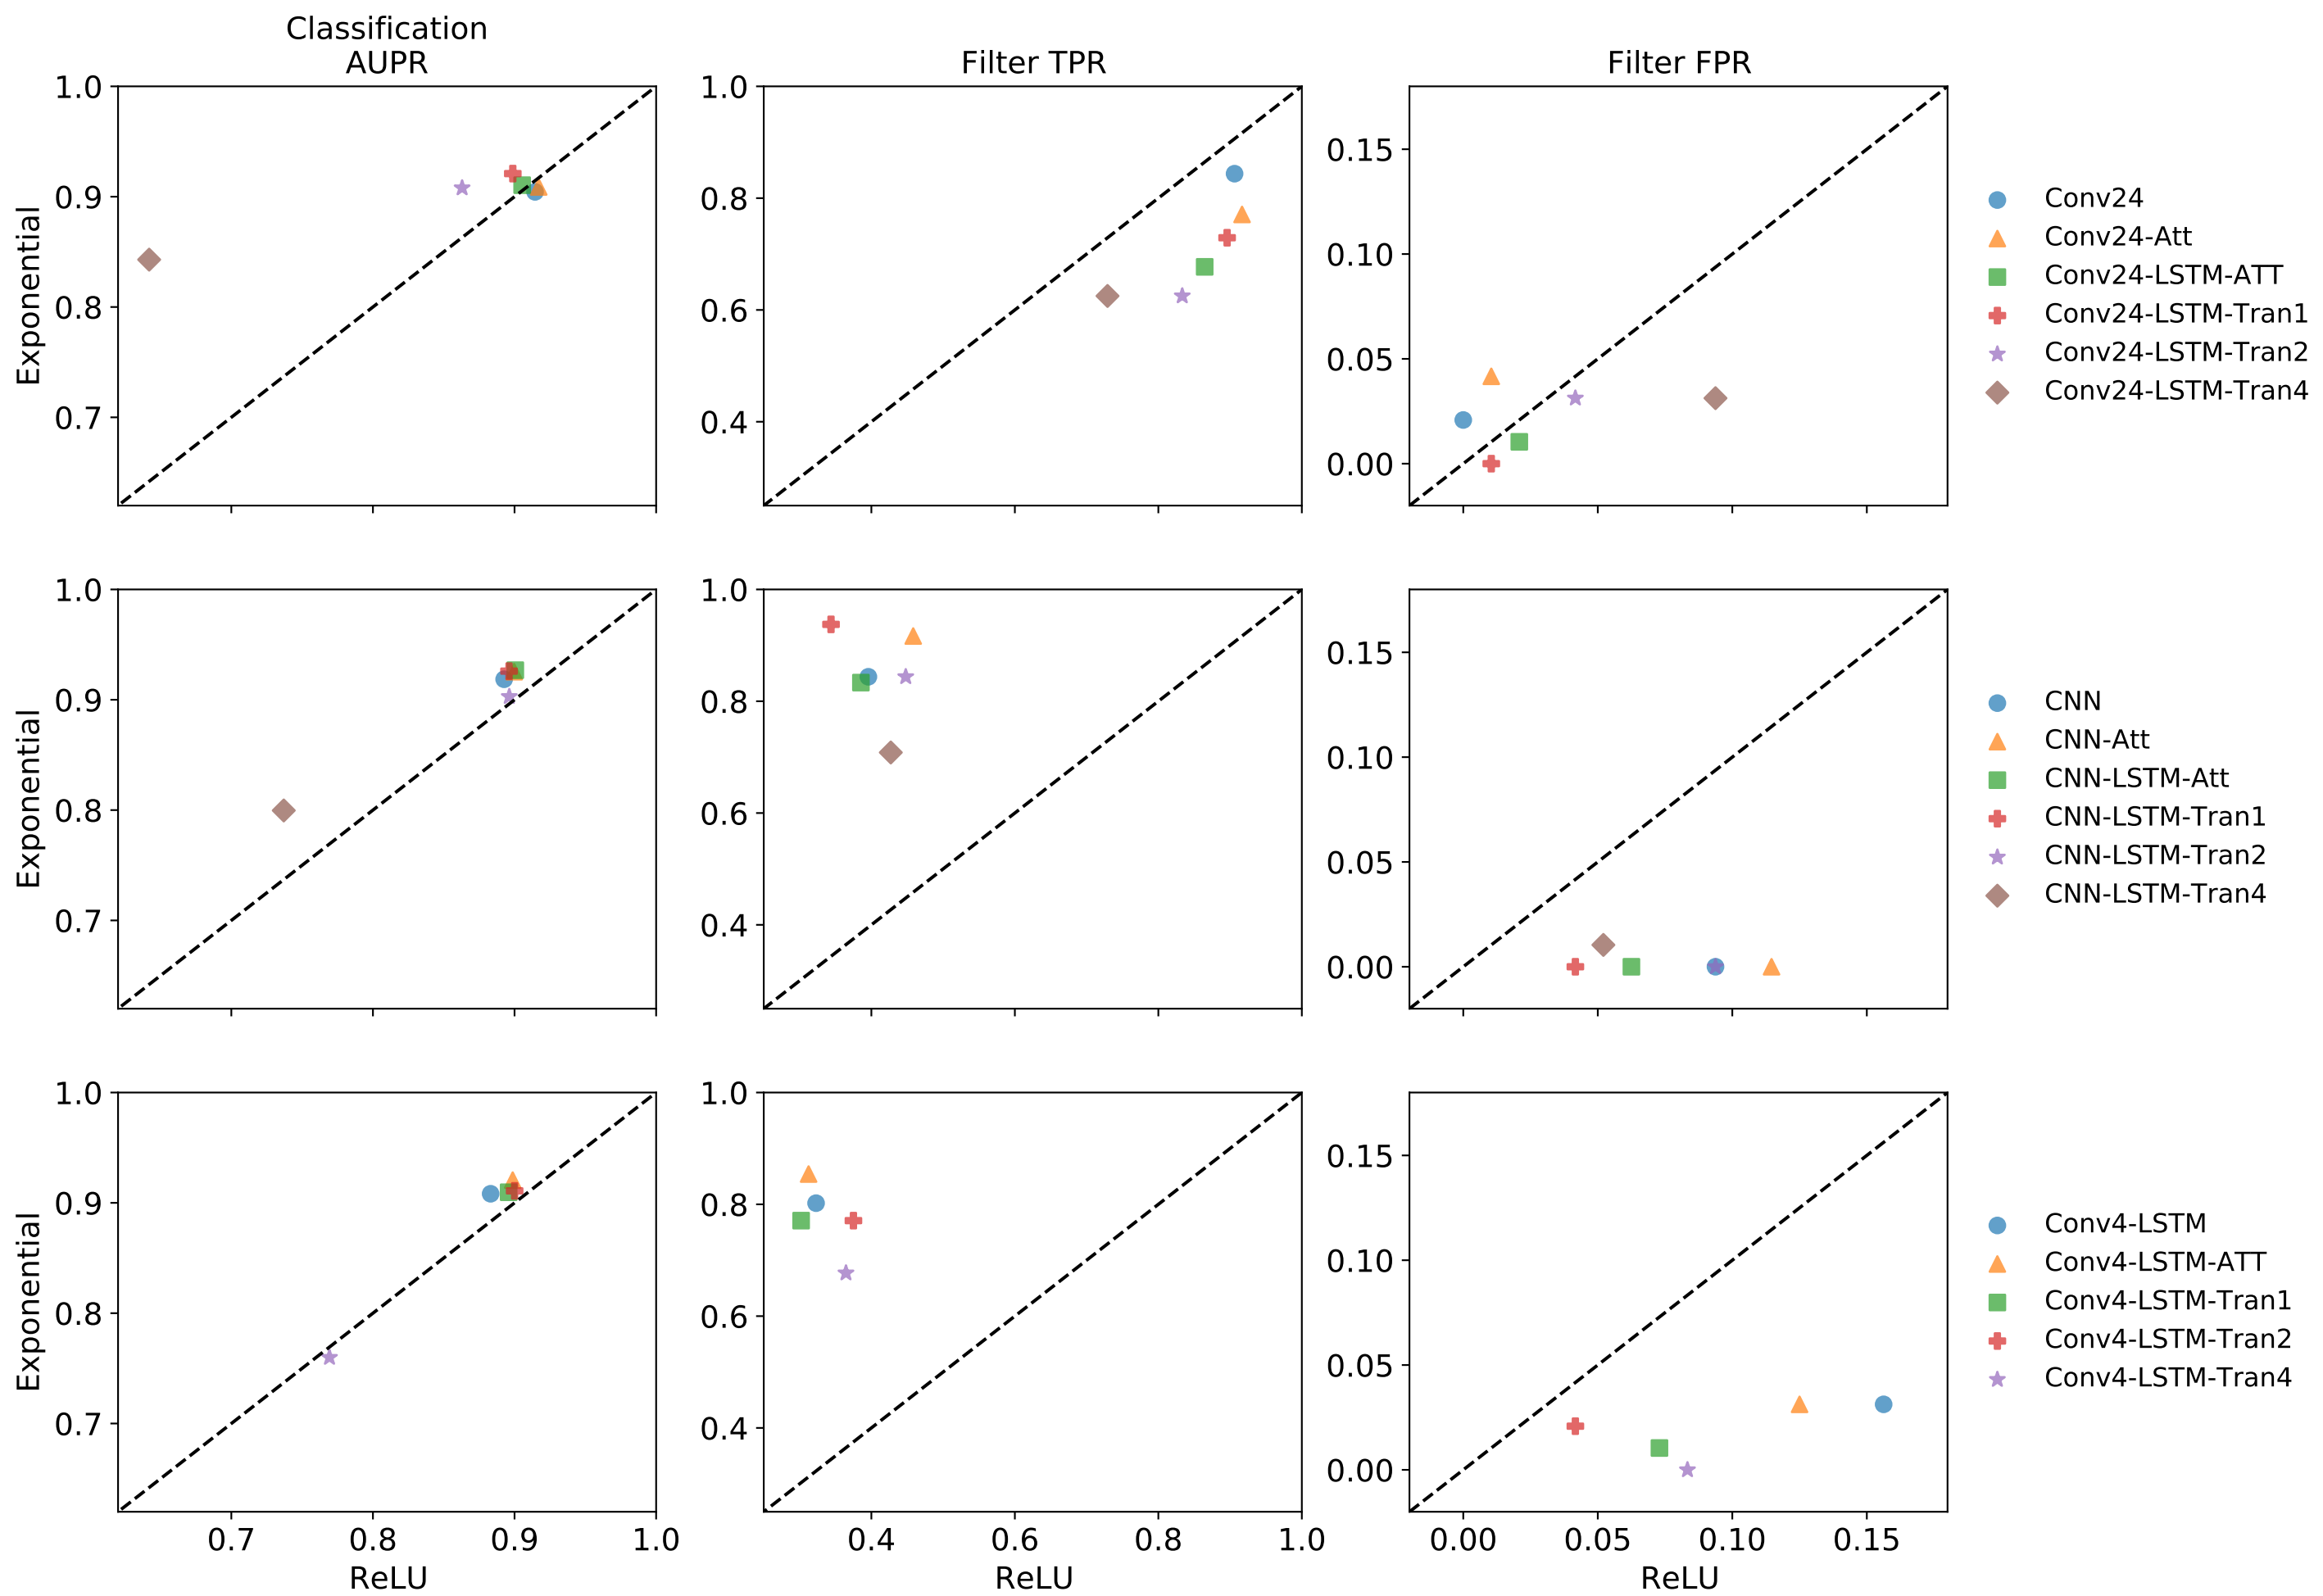 Classification
AUPR
Filter TPR
Filter FPR
1.0
0.9
0.8
0.7
Exponential
1.0
0.8
0.6
0.4
0.15
0.10
0.05
0.00
Conv24
Conv24-Att
Conv24-LSTM-ATT
Conv24-LSTM-Tran1
Conv24-LSTM-Tran2
Conv24-LSTM-Tran4
1.0
0.9
0.8
0.7
Exponential
1.0
0.8
0.6
0.4
0.15
0.10
0.05
0.00
CNN
CNN-Att
CNN-LSTM-Att
CNN-LSTM-Tran1
CNN-LSTM-Tran2
CNN-LSTM-Tran4
1.0
0.9
0.8
0.7
Exponential
0.7 0.8 0.9 1.0
ReLU
1.0
0.8
0.6
0.4
0.4 0.6 0.8 1.0
ReLU
0.15
0.10
0.05
0.00
0.00 0.05 0.10 0.15
ReLU
Conv4-LSTM
Conv4-LSTM-ATT
Conv4-LSTM-Tran1
Conv4-LSTM-Tran2
Conv4-LSTM-Tran4